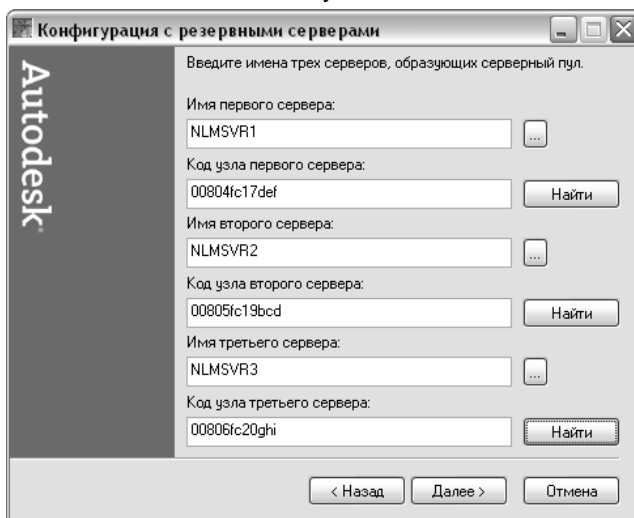 Конфигурация с резервными серверами
Autodesk
Введите имена трех серверов, образующих серверный пул.
Имя первого сервера:
NLMSVR1
...
Код узла первого сервера:
00804fc17def
Найти
Имя второго сервера:
NLMSVR2
...
Код узла второго сервера:
00805fc19bcd
Найти
Имя третьего сервера:
NLMSVR3
...
Код узла третьего сервера:
00806fc20ghi
Найти
< Назад
Далее >
Отмена